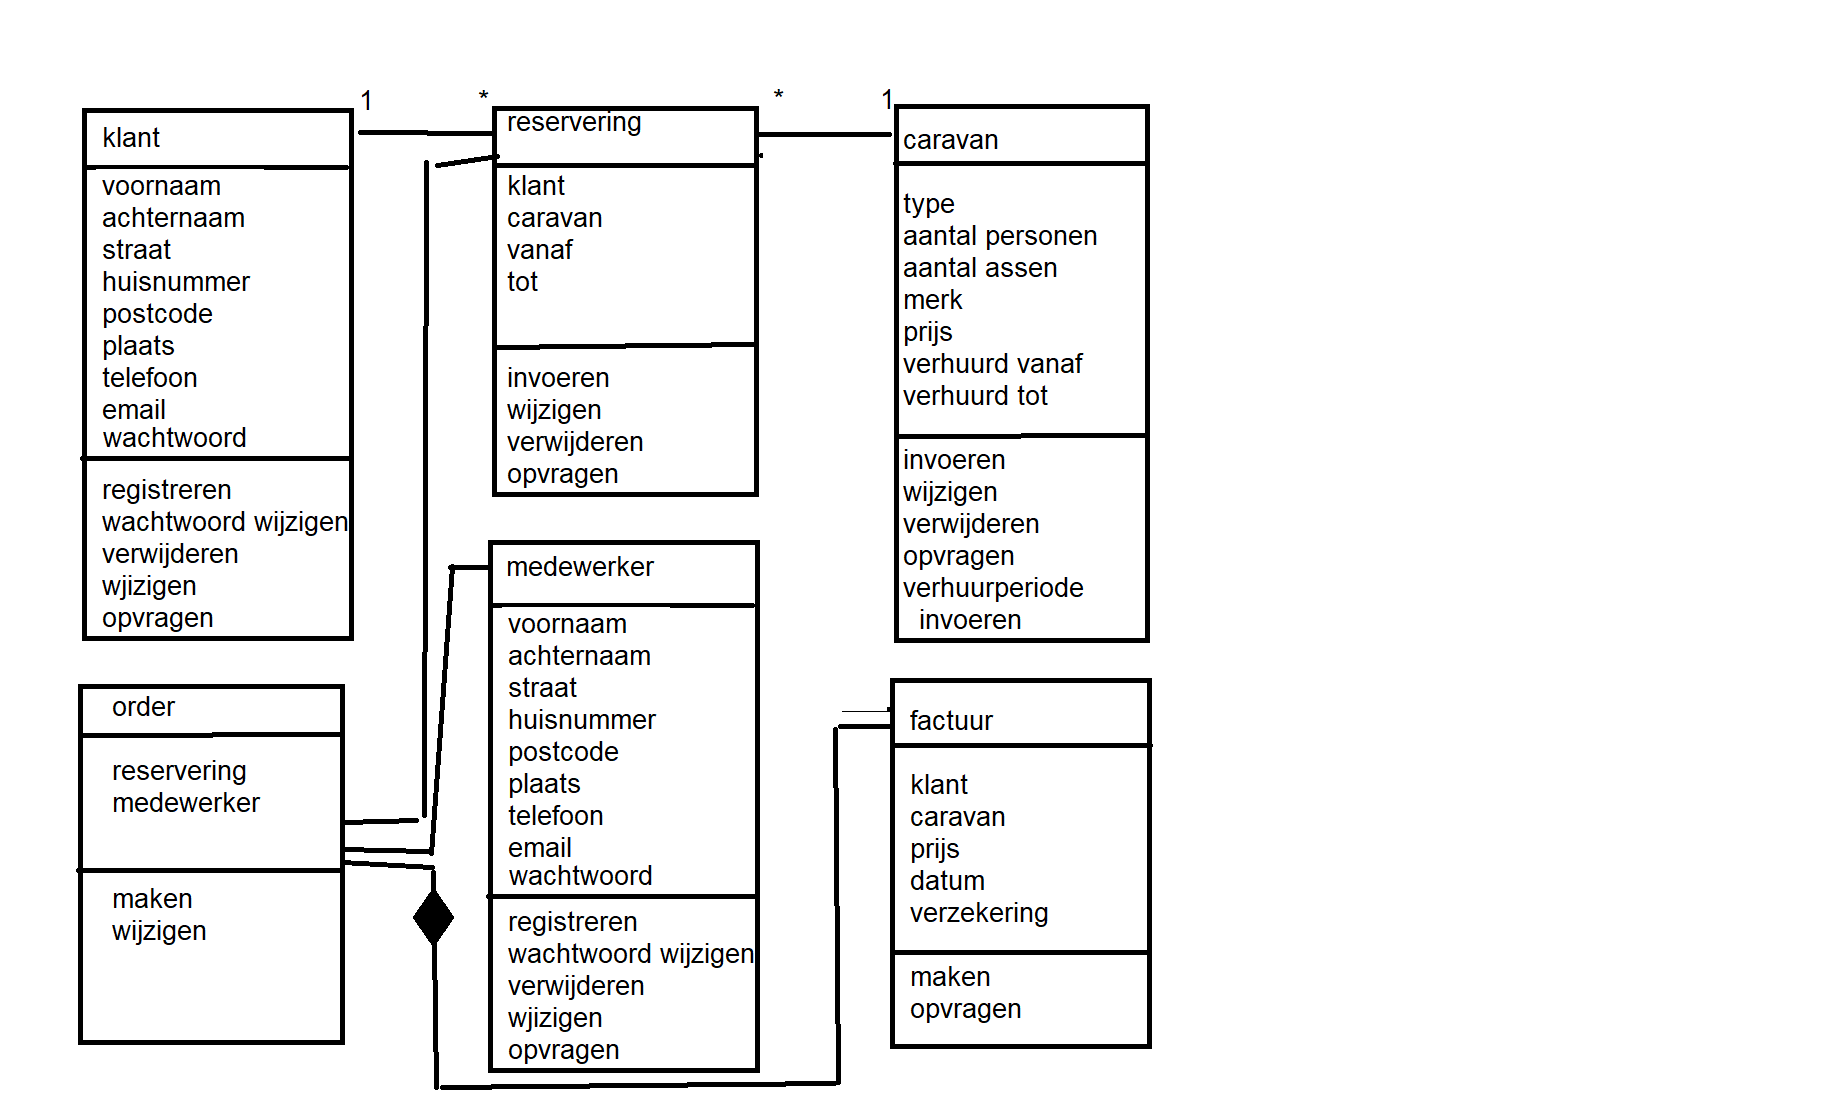 1
*
*
1
klant
voornaam
achternaam
straat
huisnummer
postcode
plaats
telefoon
email
wachtwoord
registreren
wachtwoord wijzigen
verwijderen
wjizigen
opvragen
reservering
klant
caravan
vanaf
tot
invoeren
wijzigen
verwijderen
opvragen
caravan
type
aantal personen
aantal assen
merk
prijs
verhuurd vanaf
verhuurd tot
invoeren
wijzigen
verwijderen
opvragen
verhuurperiode
invoeren
order
reservering
medewerker
maken
wijzigen
medewerker
voornaam
achternaam
straat
huisnummer
postcode
plaats
telefoon
email
wachtwoord
registreren
wachtwoord wijzigen
verwijderen
wjizigen
opvragen
factuur
klant
caravan
prijs
datum
verzekering
maken
opvragen